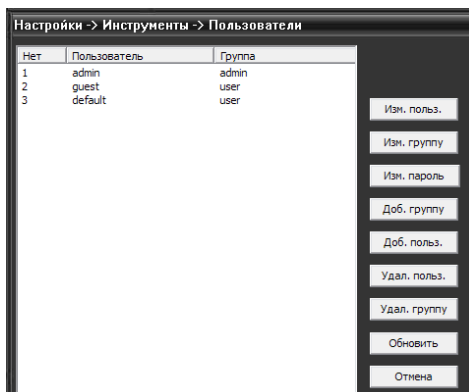 Настройки -> Инструменты -> Пользователи
Нет Пользователь Группа
1 admin admin
2 guest user
3 default user
Изм. польз.
Изм. группу
Изм. пароль
Доб. группу
Доб. польз.
Удал. польз.
Удал. группу
Обновить
Отмена